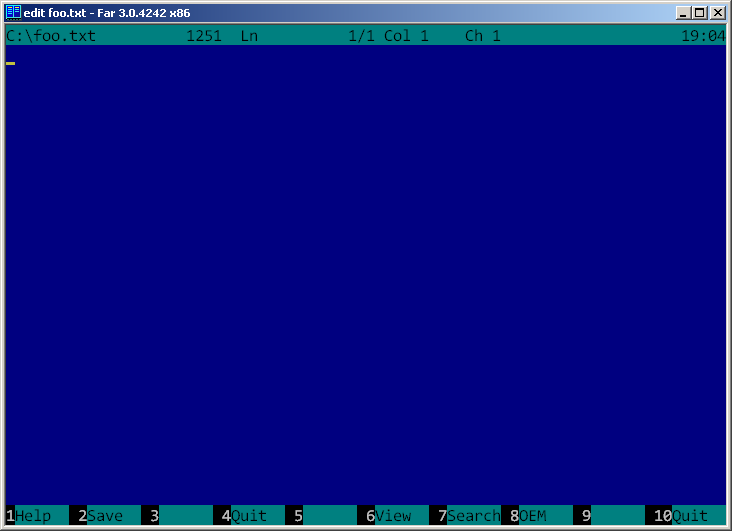 edit foo.txt - Far 3.0.4242 x86
C:\foo.txt 1251 Ln 1/1 Col 1 Ch 1 19:04
1Help 2Save 3 4Quit 5 6View 7Search 8OEM 9 10Quit